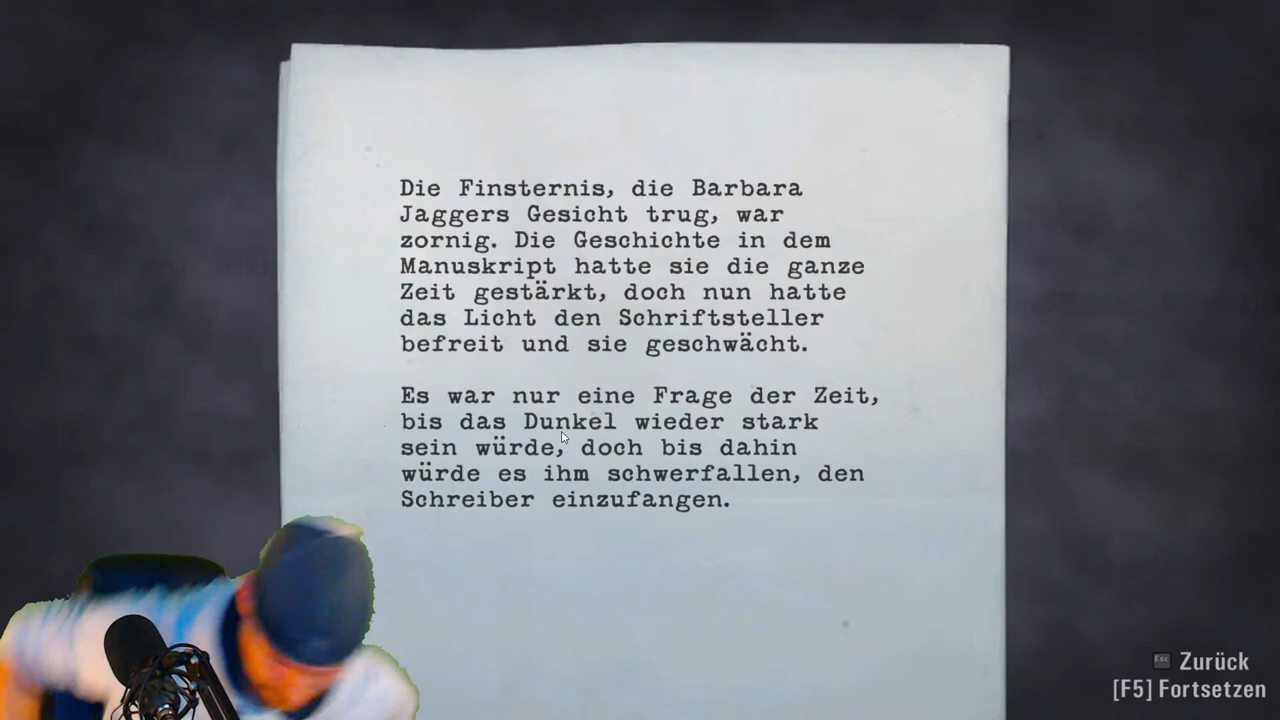 Die Finsternis, die Barbara
Jaggers Gesicht trug, war
zornig. Die Geschichte in dem
Manuskript hatte sie die ganze
Zeit gestärkt, doch nun hatte
das Licht den Schriftsteller
befreit und sie geschwächt.
Es war nur eine Frage der Zeit,
bis das Dunkel wieder stark
sein würde, doch bis dahin
würde es ihm schwerfallen, den
Schreiber einzufangen.
Esc Zurück
[F5] Fortsetzen